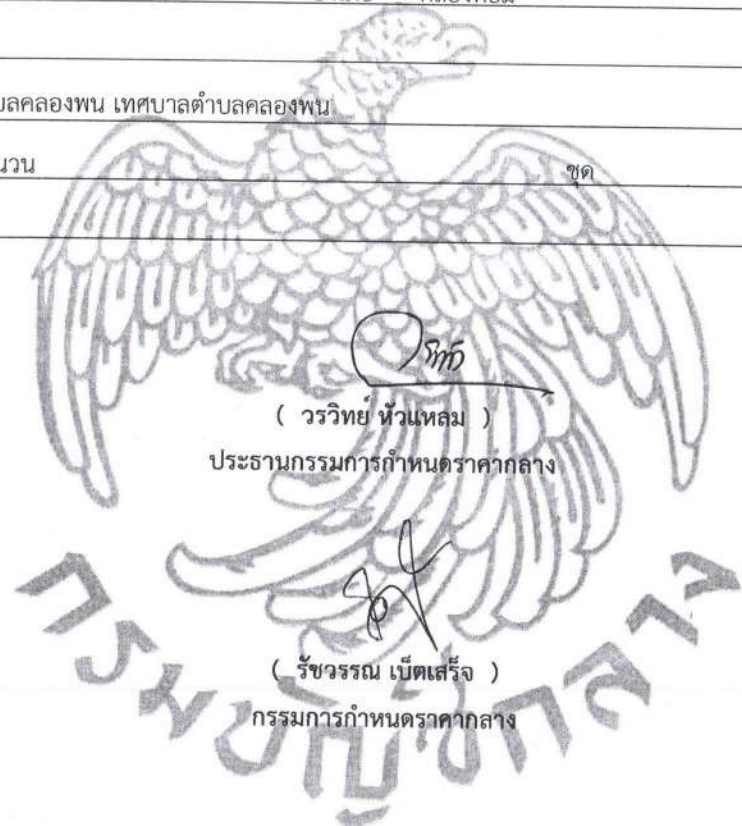 บลคลองพน เทศบาลตำบลคลองพน
นวน ชุด
( วรวิทย์ หัวแหลม )
ประธานกรรมการกำหนดราคากลาง
( รัชวรรณ เบ็ตเสร็จ )
กรรมการกำหนดราคากลาง
กรมบัญชีกลาง